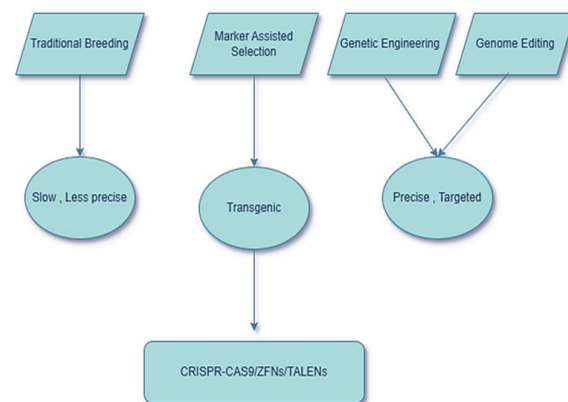 Traditional Breeding
Marker Assisted
Selection
Genetic Engineering
Genome Editing
Slow , Less precise
Transgenic
Precise , Targeted
CRISPR-CAS9/ZFNs/TALENs